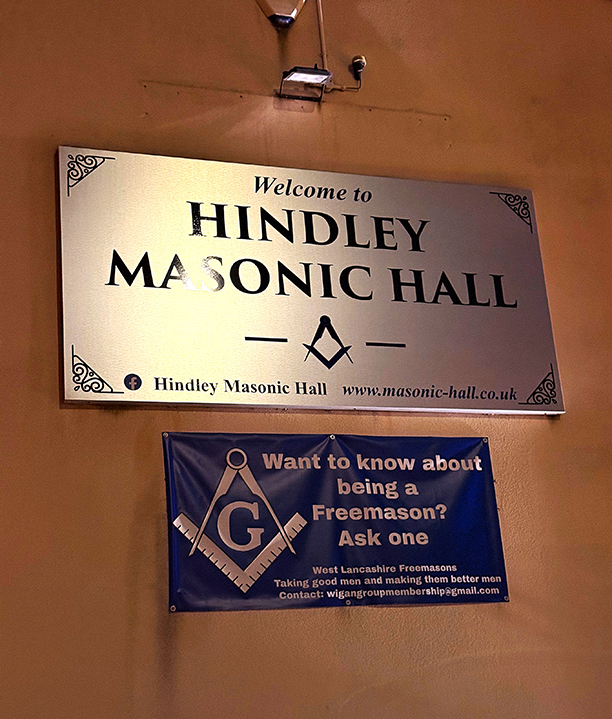 Welcome to
HINDLEY
MASONIC HALL
Hindley Masonic Hall www.masonic-hall.co.uk
G
Want to know about
being a
Freemason?
Ask one
West Lancashire Freemasons
Taking good men and making them better men
Contact: wigangroupmembership@gmail.com